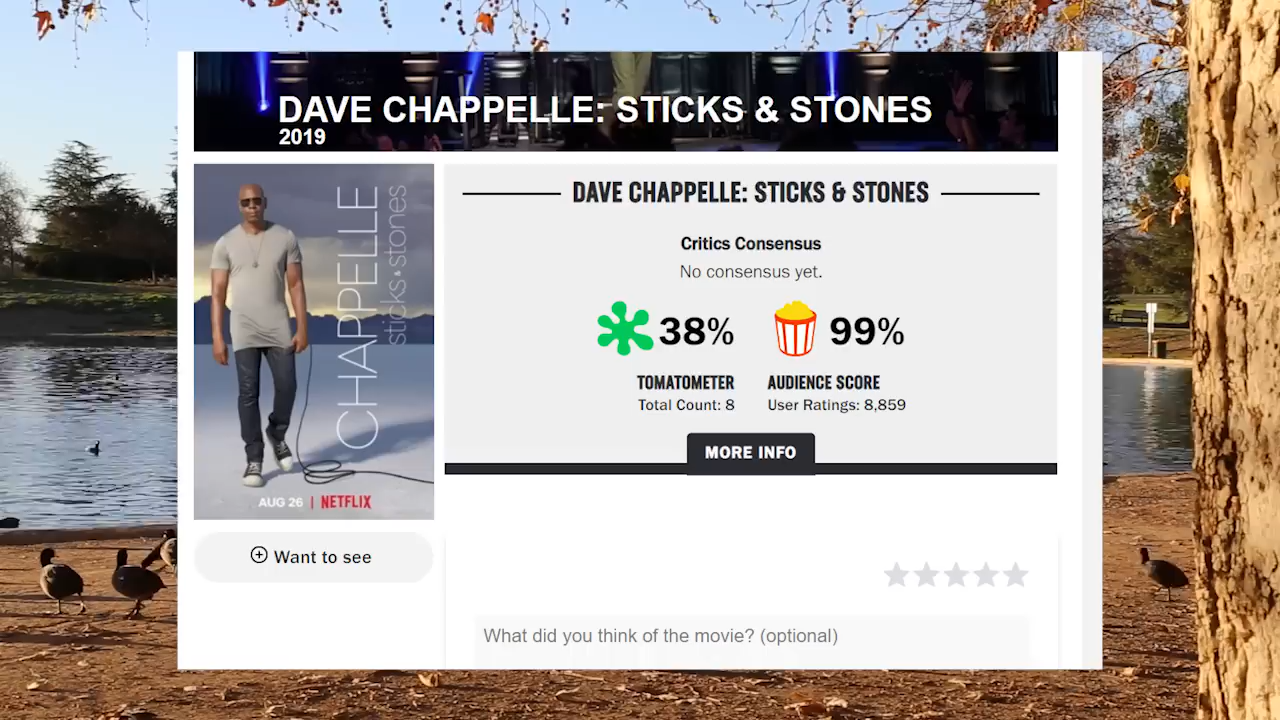 DAVE CHAPPELLE: STICKS & STONES
2019
CHAPPELLE
sticks & stones
AUG 26 | NETFLIX
Want to see
DAVE CHAPPELLE: STICKS & STONES
Critics Consensus
No consensus yet.
38% 99%
TOMATOMETER AUDIENCE SCORE
Total Count: 8 User Ratings: 8,859
MORE INFO
What did you think of the movie? (optional)